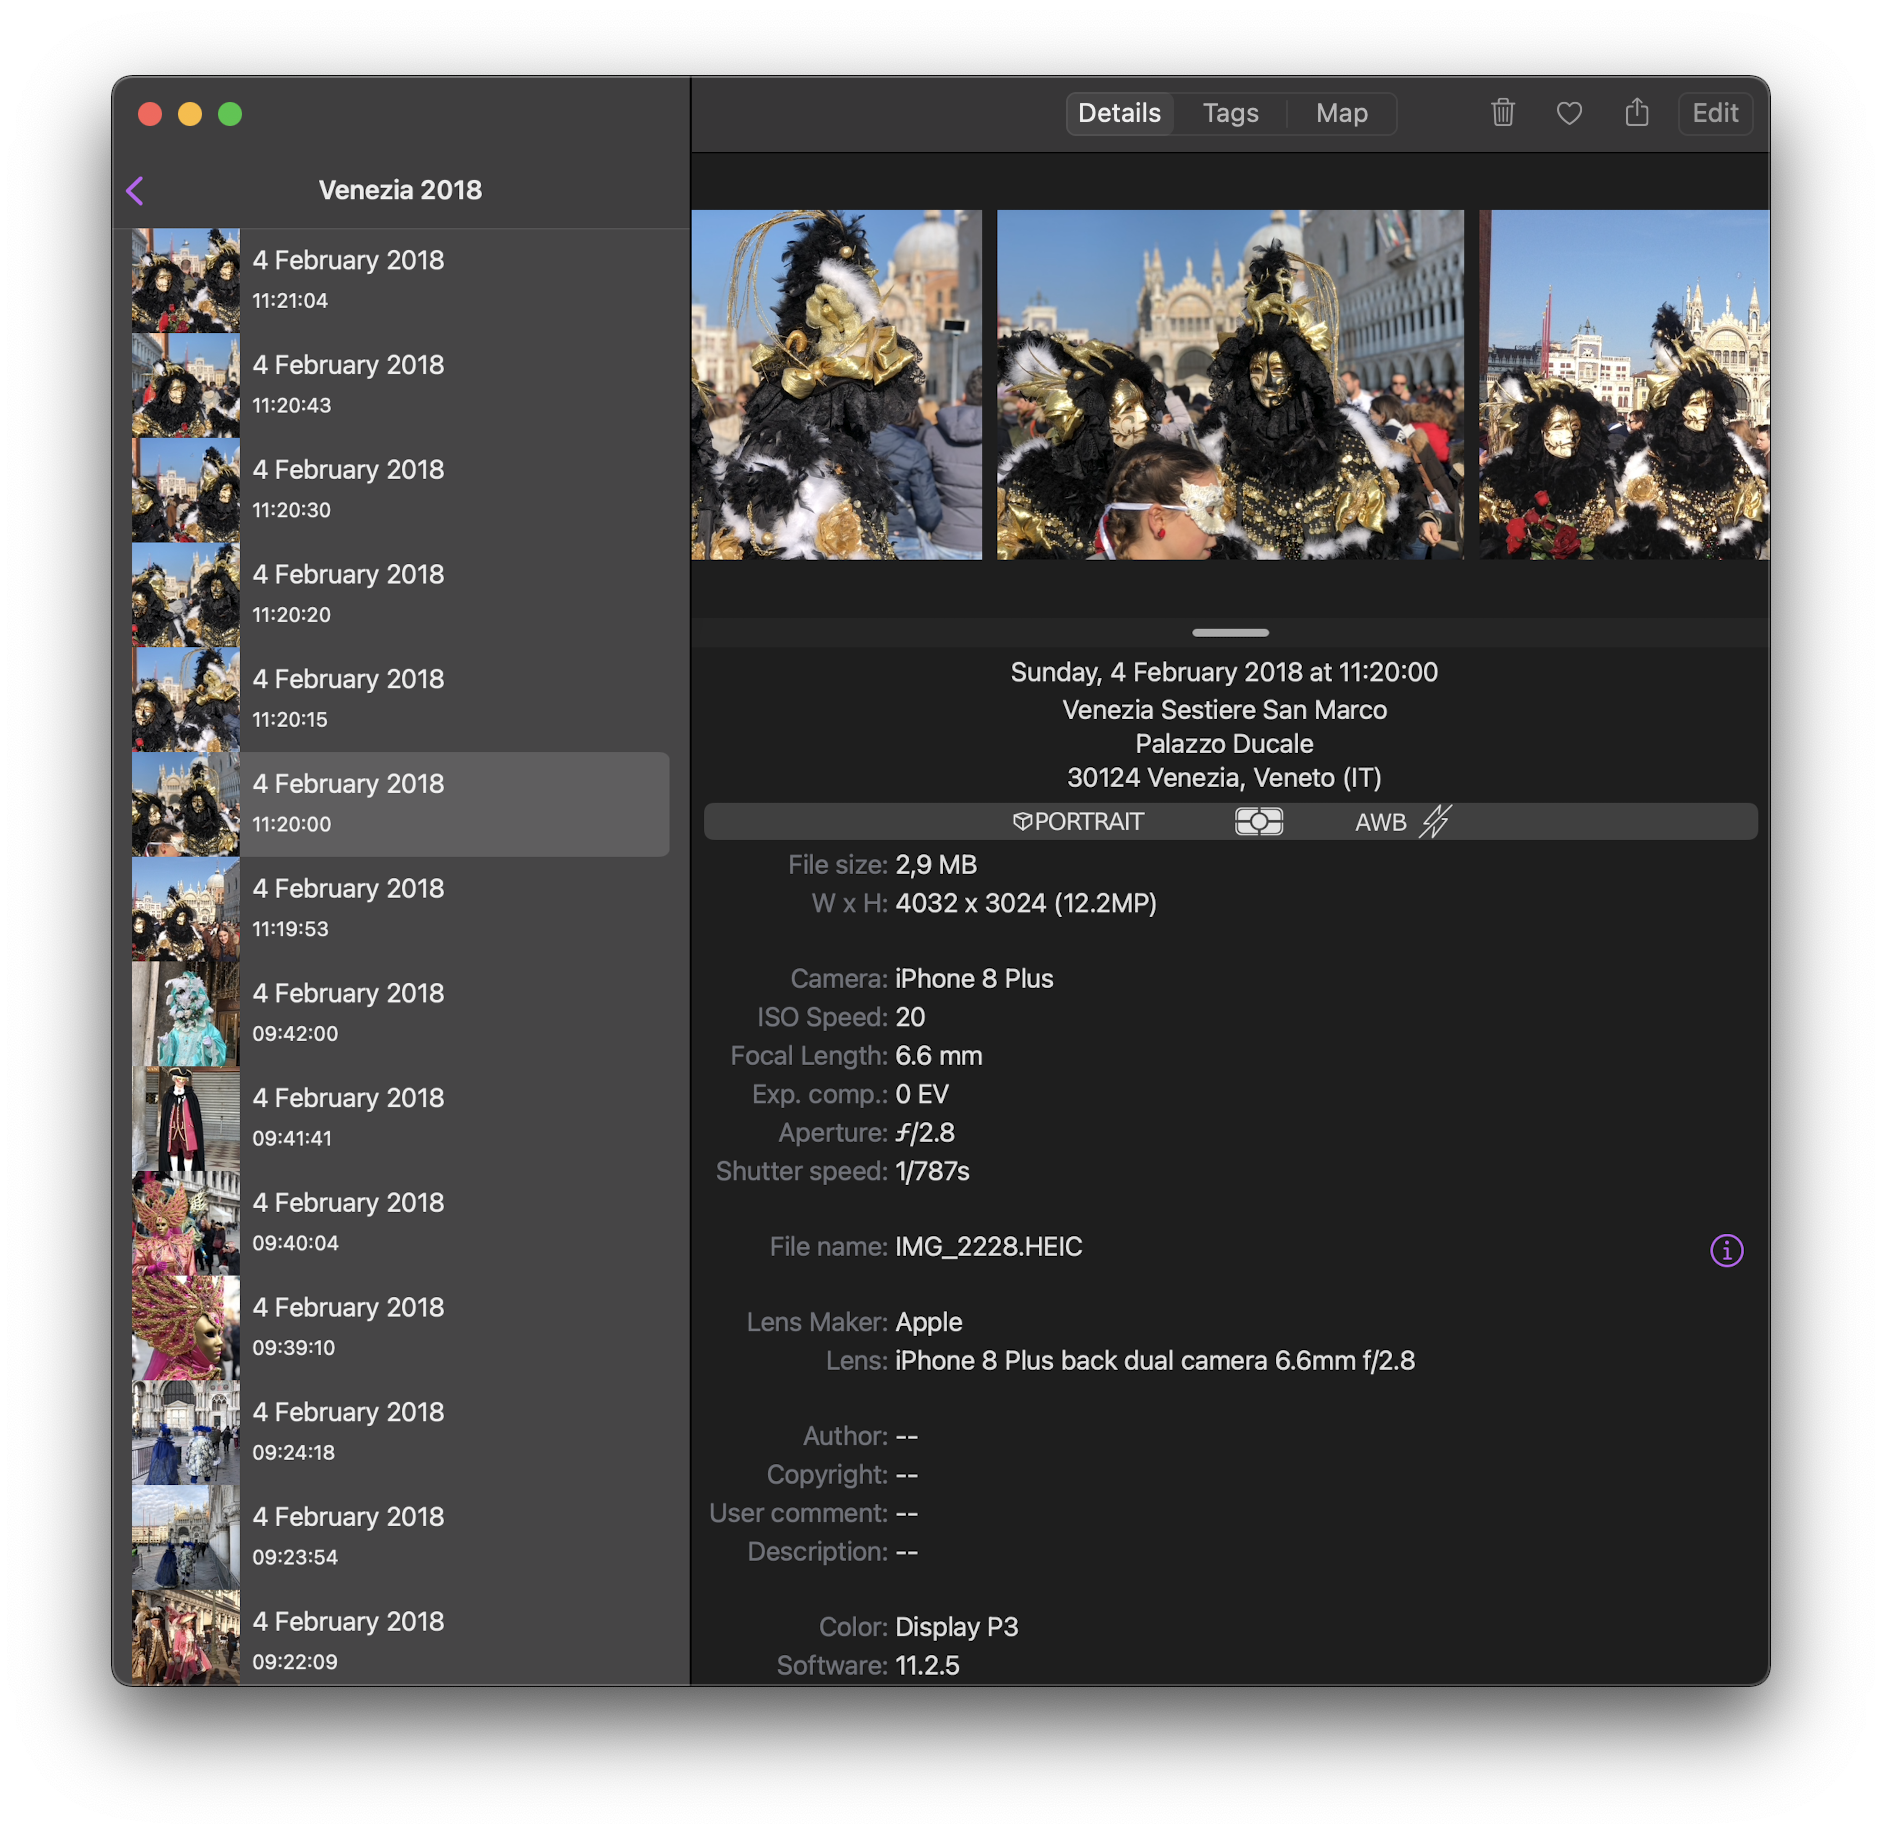 Details Tags Map Edit
Venezia 2018
4 February 2018
11:21:04
4 February 2018
11:20:43
4 February 2018
11:20:30
4 February 2018
11:20:20
4 February 2018
11:20:15
4 February 2018
11:20:00
4 February 2018
11:19:53
4 February 2018
09:42:00
4 February 2018
09:41:41
4 February 2018
09:40:04
4 February 2018
09:39:10
4 February 2018
09:24:18
4 February 2018
09:23:54
4 February 2018
09:22:09
Sunday, 4 February 2018 at 11:20:00
Venezia Sestiere San Marco
Palazzo Ducale
30124 Venezia, Veneto (IT)
PORTRAIT AWB
File size: 2,9 MB
W x H: 4032 x 3024 (12.2MP)
Camera: iPhone 8 Plus
ISO Speed: 20
Focal Length: 6.6 mm
Exp. comp.: 0 EV
Aperture: ƒ/2.8
Shutter speed: 1/787s
File name: IMG_2228.HEIC
Lens Maker: Apple
Lens: iPhone 8 Plus back dual camera 6.6mm f/2.8
Author: --
Copyright: --
User comment: --
Description: --
Color: Display P3
Software: 11.2.5